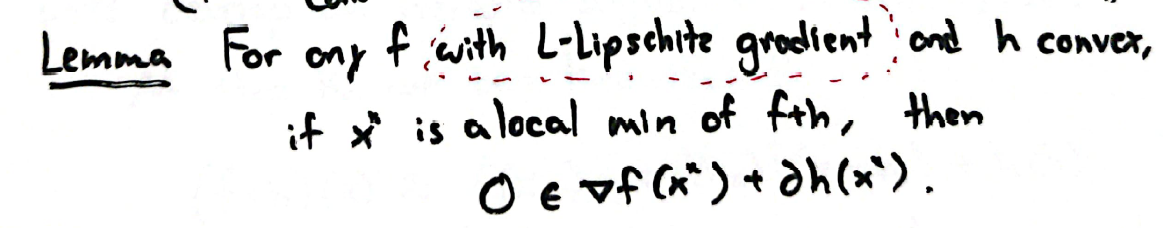 Lemma For any f with L-Lipschitz gradient and h convex,
if x* is a local min of f+h, then
0 ∈ ∇f(x*) + ∂h(x*).